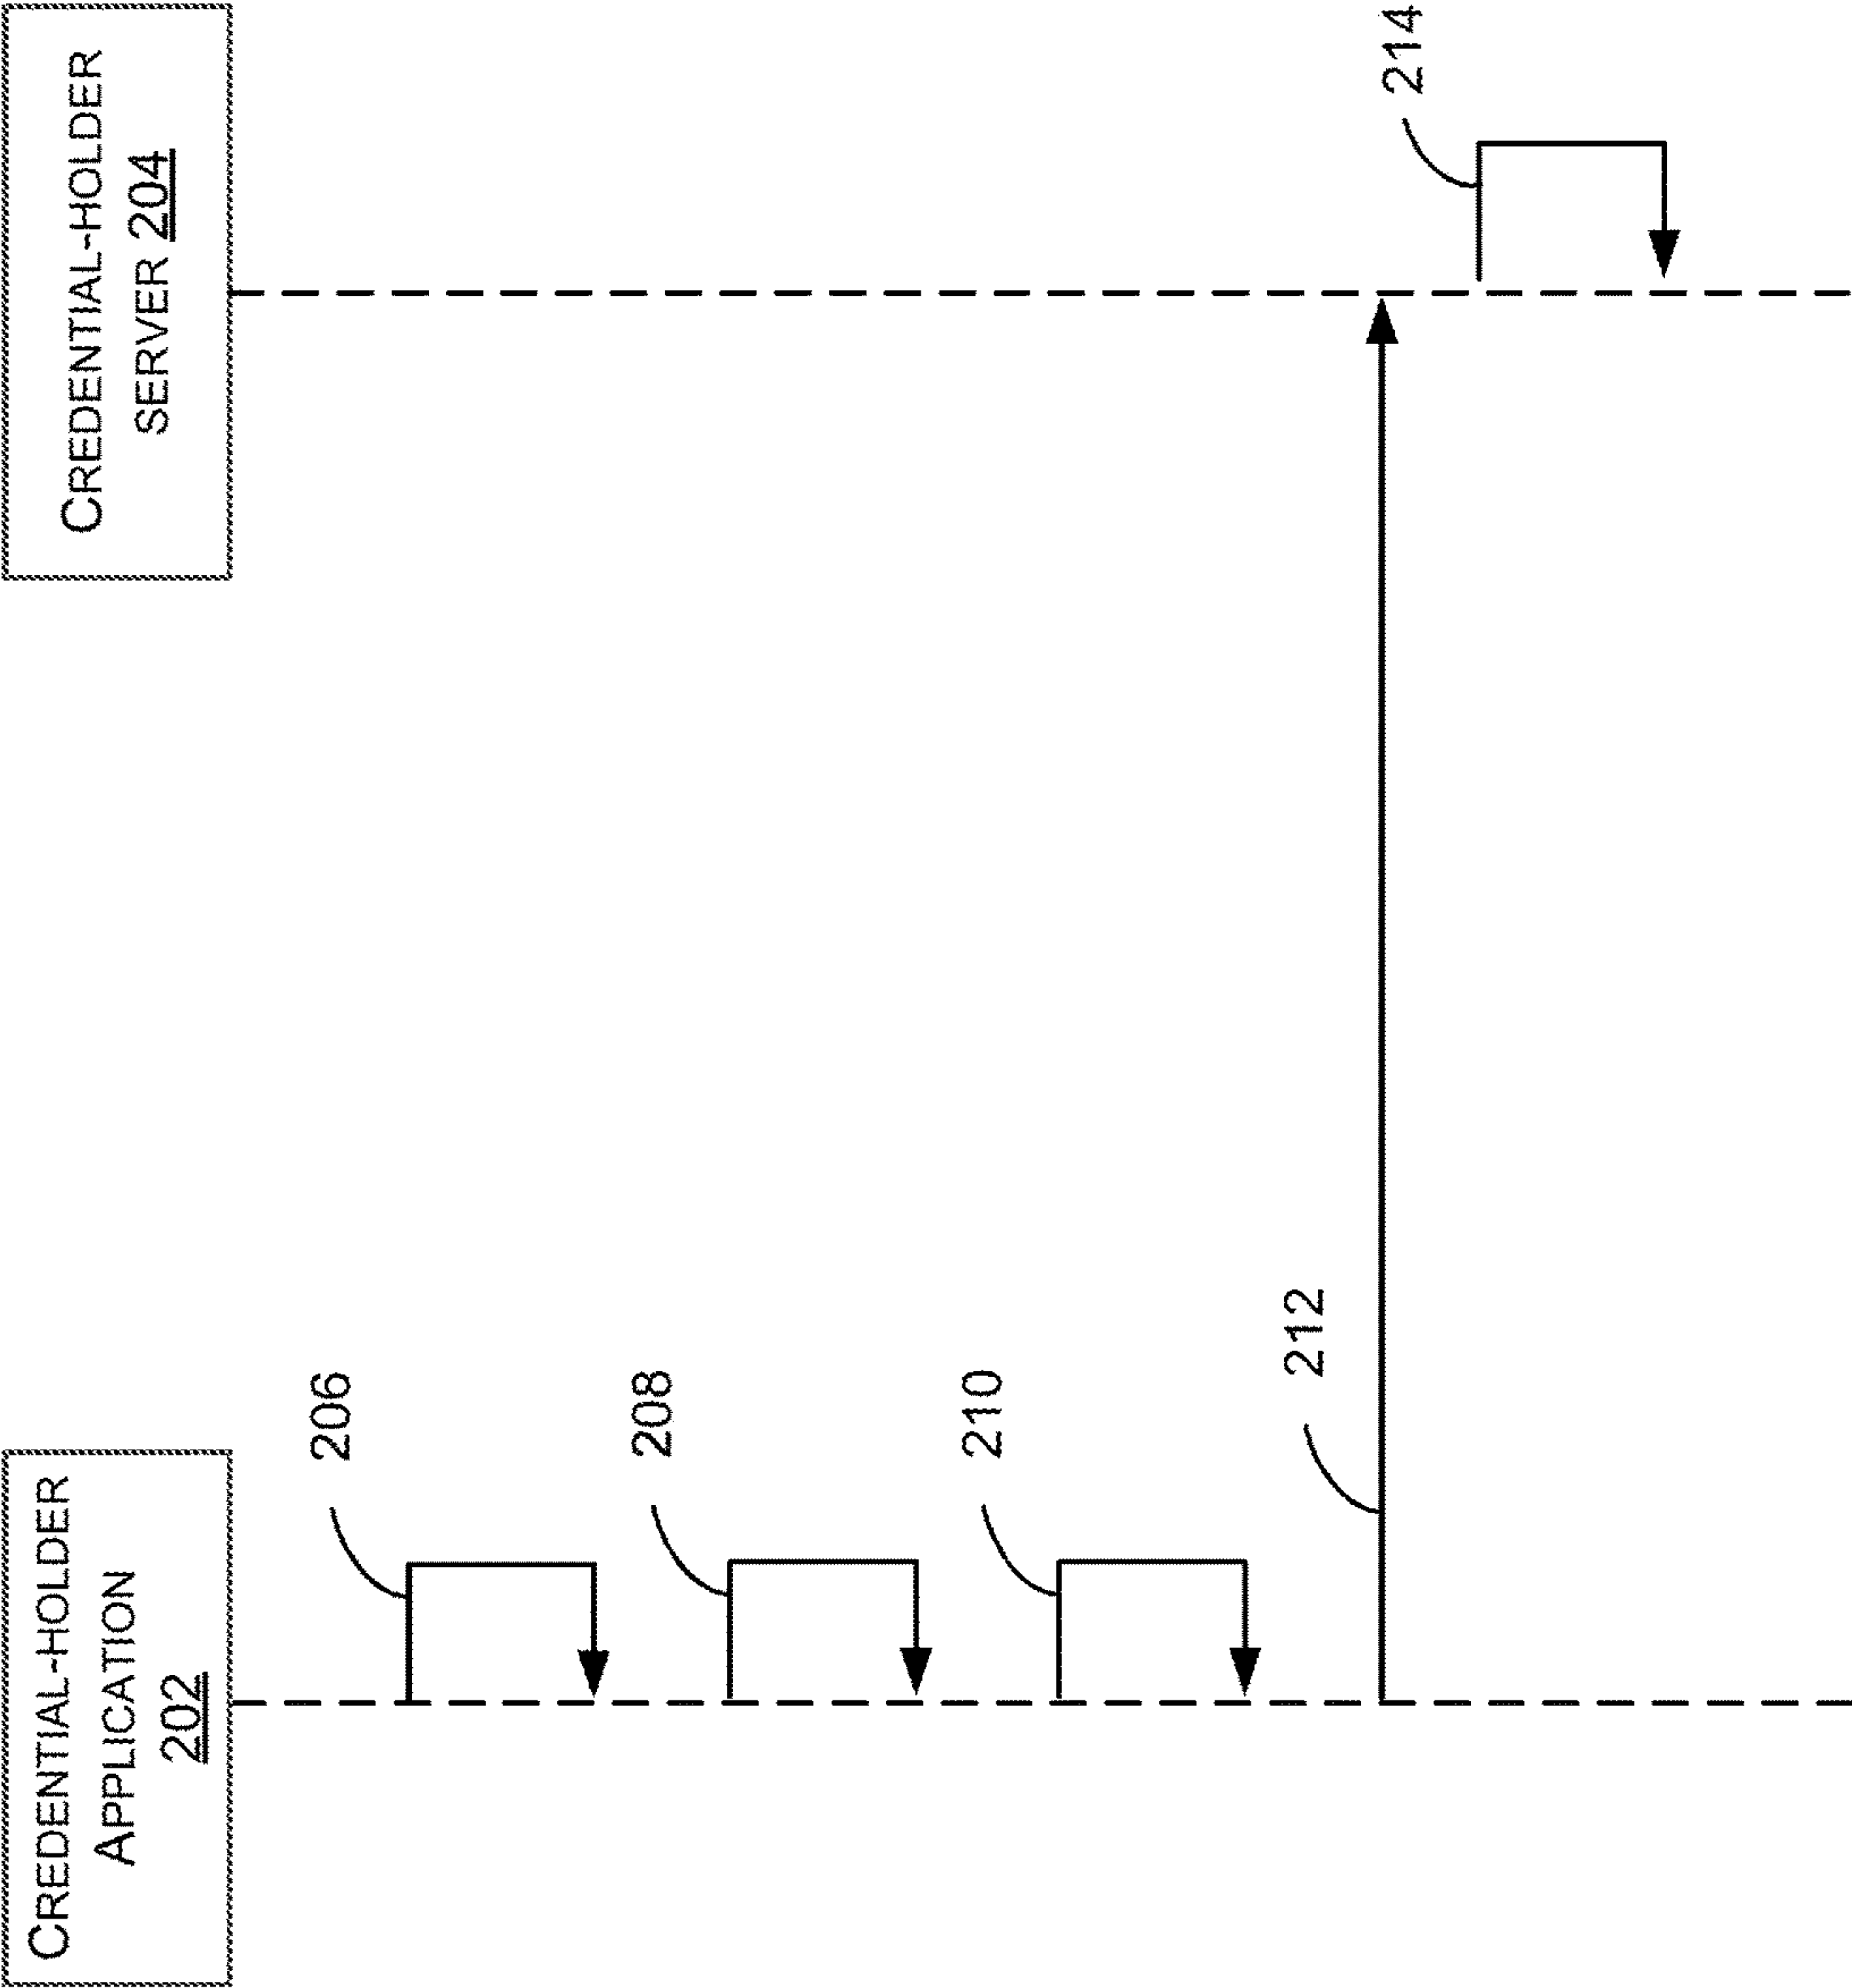 CREDENTIAL-HOLDER
APPLICATION
202
CREDENTIAL-HOLDER
SERVER 204
206
208
210
212
214